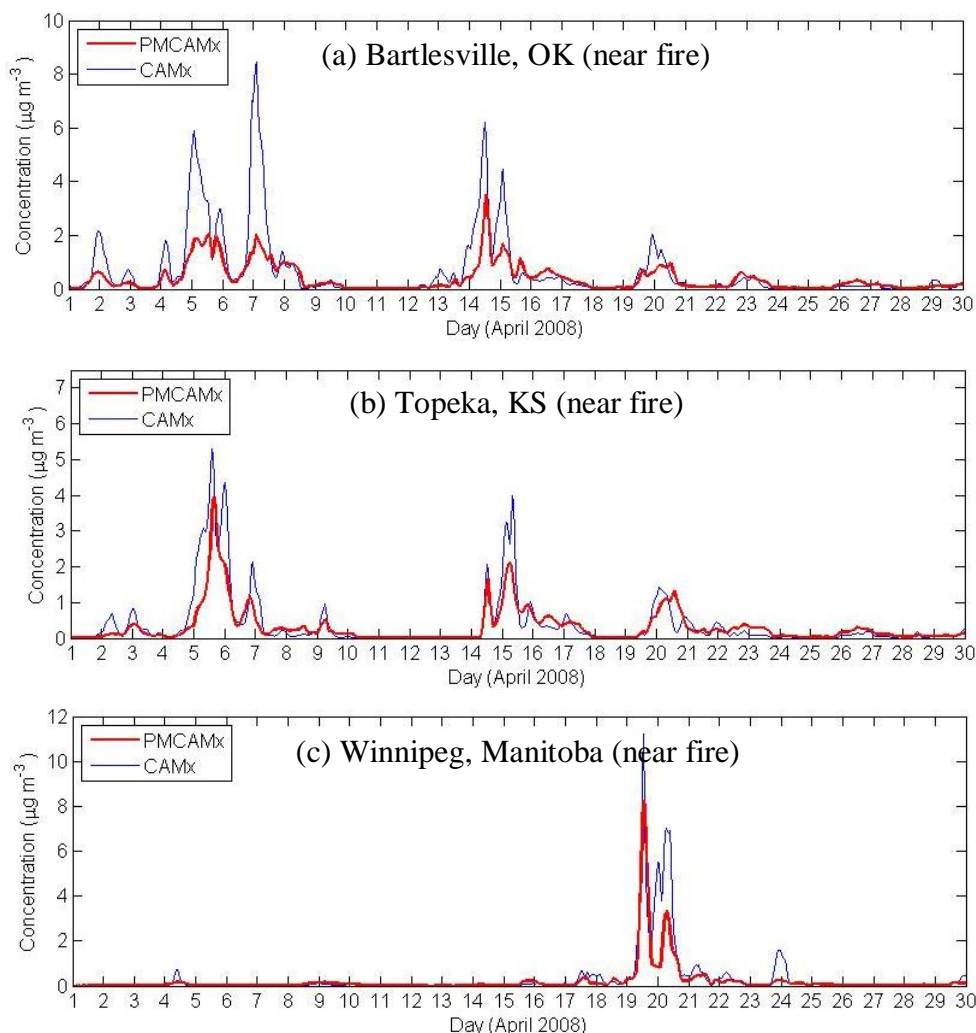 (a) Bartlesville, OK (near fire)
PMCAMx
CAMx
Concentration (µg m⁻³)
10
8
6
4
2
0
1 2 3 4 5 6 7 8 9 10 11 12 13 14 15 16 17 18 19 20 21 22 23 24 25 26 27 28 29 30
Day (April 2008)
(b) Topeka, KS (near fire)
PMCAMx
CAMx
Concentration (µg m⁻³)
7
6
5
4
3
2
1
0
1 2 3 4 5 6 7 8 9 10 11 12 13 14 15 16 17 18 19 20 21 22 23 24 25 26 27 28 29 30
Day (April 2008)
(c) Winnipeg, Manitoba (near fire)
PMCAMx
CAMx
Concentration (µg m⁻³)
12
10
8
6
4
2
0
1 2 3 4 5 6 7 8 9 10 11 12 13 14 15 16 17 18 19 20 21 22 23 24 25 26 27 28 29 30
Day (April 2008)